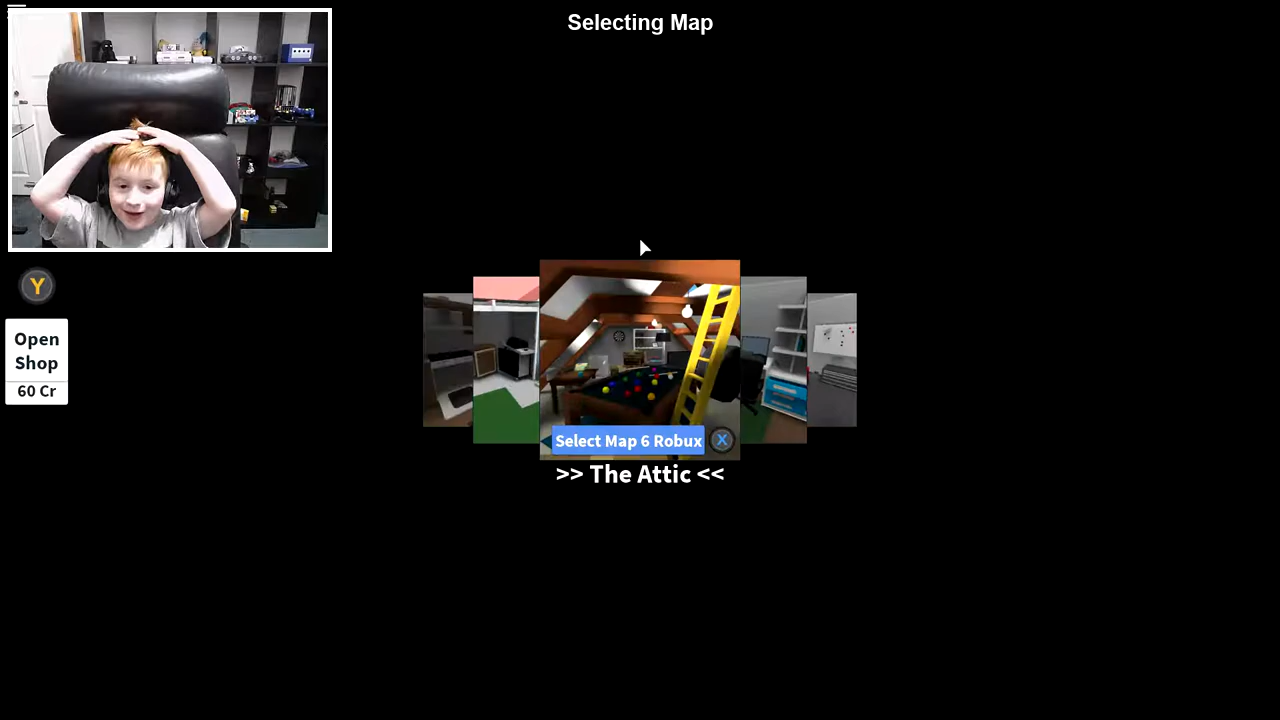 Selecting Map
Y
Open
Shop
60 Cr
Select Map 6 Robux
X
>> The Attic <<